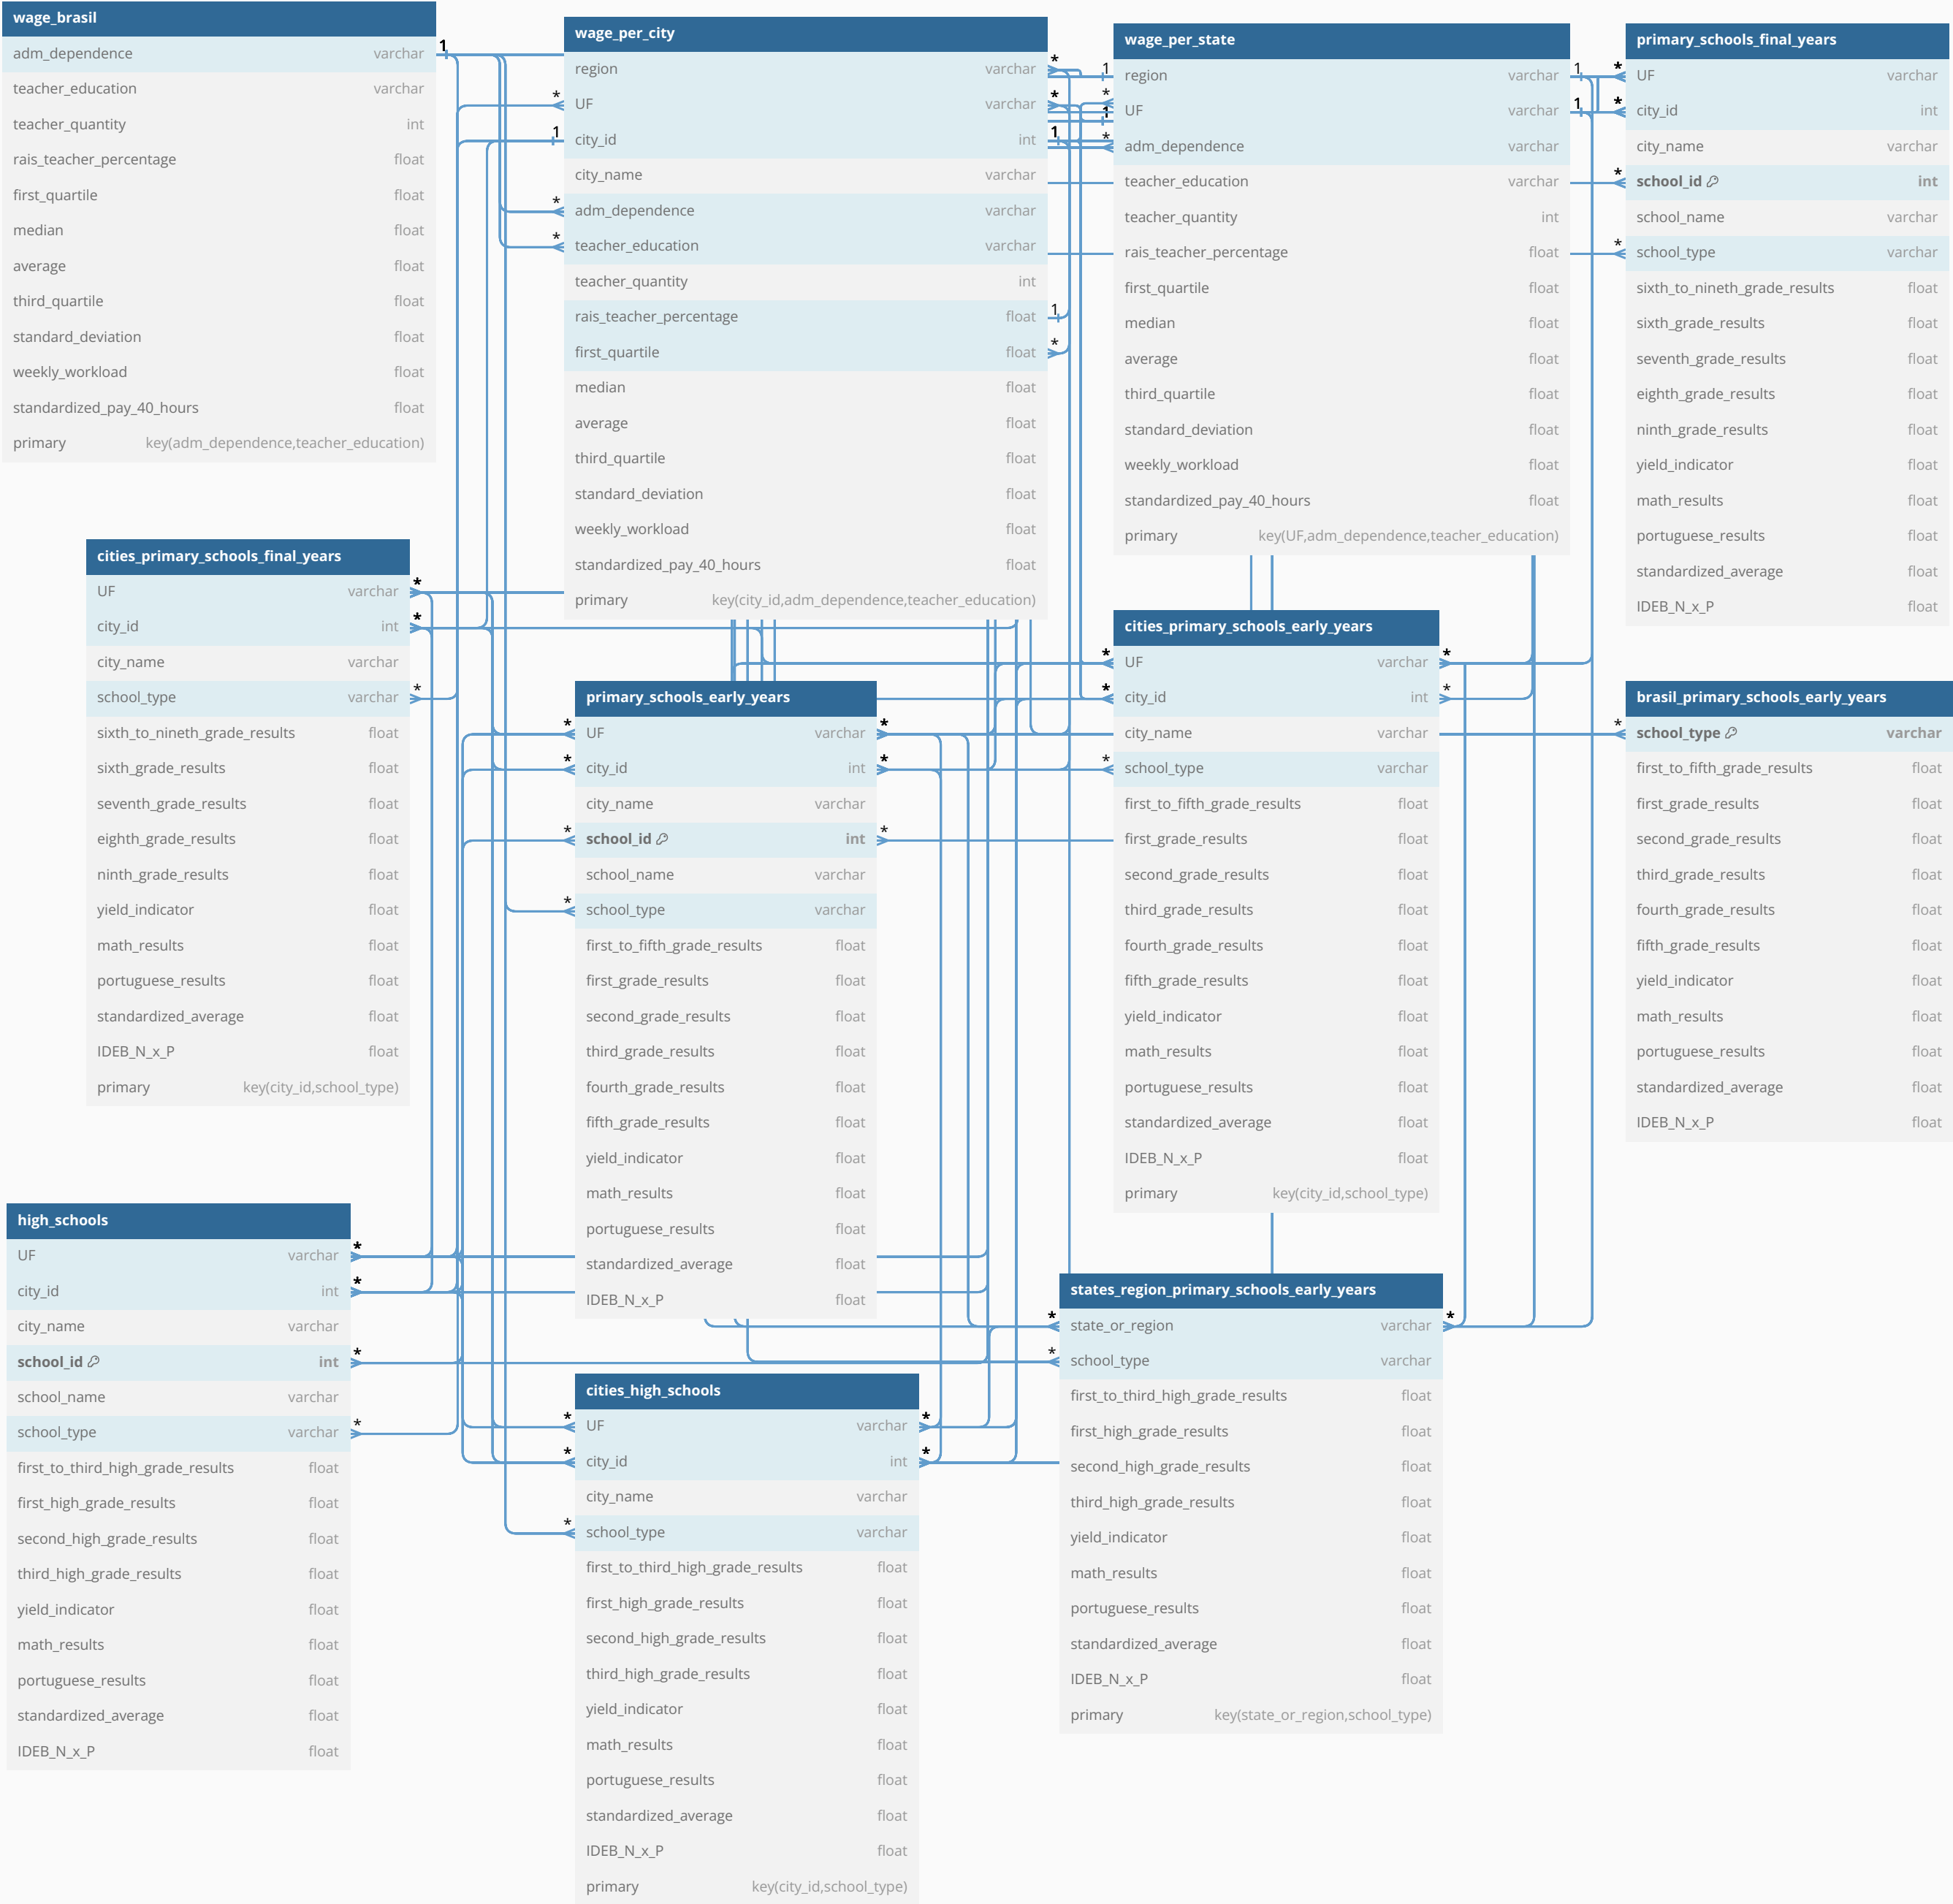 wage_brasil
adm_dependence varchar
teacher_education varchar
teacher_quantity int
rais_teacher_percentage float
first_quartile float
median float
average float
third_quartile float
standard_deviation float
weekly_workload float
standardized_pay_40_hours float
primary key(adm_dependence,teacher_education)
1
wage_per_city
region varchar
UF varchar
city_id int
city_name varchar
adm_dependence varchar
teacher_education varchar
teacher_quantity int
rais_teacher_percentage float
first_quartile float
median float
average float
third_quartile float
standard_deviation float
weekly_workload float
standardized_pay_40_hours float
primary key(city_id,adm_dependence,teacher_education)
* 1 * *
* * 1 1 *
wage_per_state
region varchar
UF varchar
adm_dependence varchar
teacher_education varchar
teacher_quantity int
rais_teacher_percentage float
first_quartile float
median float
average float
third_quartile float
standard_deviation float
weekly_workload float
standardized_pay_40_hours float
primary key(UF,adm_dependence,teacher_education)
1 * 1 *
1 1
primary_schools_final_years
UF varchar
city_id int
city_name varchar
school_id int
school_name varchar
school_type varchar
sixth_to_nineth_grade_results float
sixth_grade_results float
seventh_grade_results float
eighth_grade_results float
ninth_grade_results float
yield_indicator float
math_results float
portuguese_results float
standardized_average float
IDEB_N_x_P float
* * * *
cities_primary_schools_final_years
UF varchar
city_id int
city_name varchar
school_type varchar
sixth_to_nineth_grade_results float
sixth_grade_results float
seventh_grade_results float
eighth_grade_results float
ninth_grade_results float
yield_indicator float
math_results float
portuguese_results float
standardized_average float
IDEB_N_x_P float
primary key(city_id,school_type)
* * *
primary_schools_early_years
UF varchar
city_id int
city_name varchar
school_id int
school_name varchar
school_type varchar
first_to_fifth_grade_results float
first_grade_results float
second_grade_results float
third_grade_results float
fourth_grade_results float
fifth_grade_results float
yield_indicator float
math_results float
portuguese_results float
standardized_average float
IDEB_N_x_P float
* * * *
* * *
cities_primary_schools_early_years
UF varchar
city_id int
city_name varchar
school_type varchar
first_to_fifth_grade_results float
first_grade_results float
second_grade_results float
third_grade_results float
fourth_grade_results float
fifth_grade_results float
yield_indicator float
math_results float
portuguese_results float
standardized_average float
IDEB_N_x_P float
primary key(city_id,school_type)
* * *
* *
brasil_primary_schools_early_years
school_type varchar
first_to_fifth_grade_results float
first_grade_results float
second_grade_results float
third_grade_results float
fourth_grade_results float
fifth_grade_results float
yield_indicator float
math_results float
portuguese_results float
standardized_average float
IDEB_N_x_P float
*
high_schools
UF varchar
city_id int
city_name varchar
school_id int
school_name varchar
school_type varchar
first_to_third_high_grade_results float
first_high_grade_results float
second_high_grade_results float
third_high_grade_results float
yield_indicator float
math_results float
portuguese_results float
standardized_average float
IDEB_N_x_P float
* * * *
cities_high_schools
UF varchar
city_id int
city_name varchar
school_type varchar
first_to_third_high_grade_results float
first_high_grade_results float
second_high_grade_results float
third_high_grade_results float
yield_indicator float
math_results float
portuguese_results float
standardized_average float
IDEB_N_x_P float
primary key(city_id,school_type)
* * *
* *
states_region_primary_schools_early_years
state_or_region varchar
school_type varchar
first_to_third_high_grade_results float
first_high_grade_results float
second_high_grade_results float
third_high_grade_results float
yield_indicator float
math_results float
portuguese_results float
standardized_average float
IDEB_N_x_P float
primary key(state_or_region,school_type)
* *
*